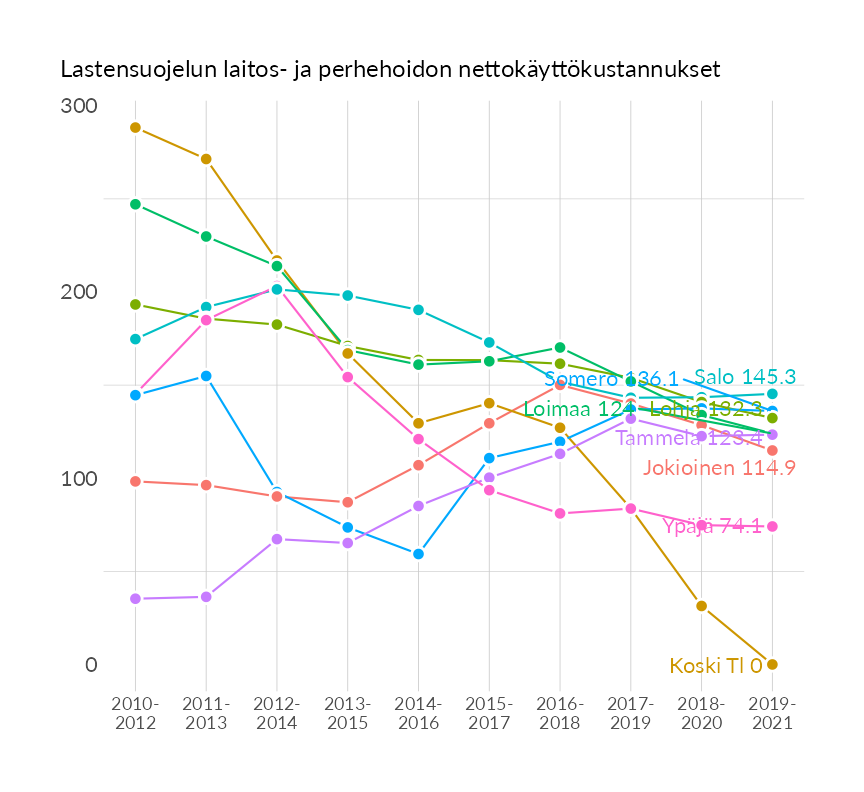 Lastensuojelun laitos- ja perhehoidon nettokäyttökustannukset
300
200
100
0
Somero 136.1
Salo 145.3
Loimaa 124
Lohja 132.3
Tammela 123.4
Jokioinen 114.9
Ypäjä 74.1
Koski Tl 0
2010-
2012
2011-
2013
2012-
2014
2013-
2015
2014-
2016
2015-
2017
2016-
2018
2017-
2019
2018-
2020
2019-
2021